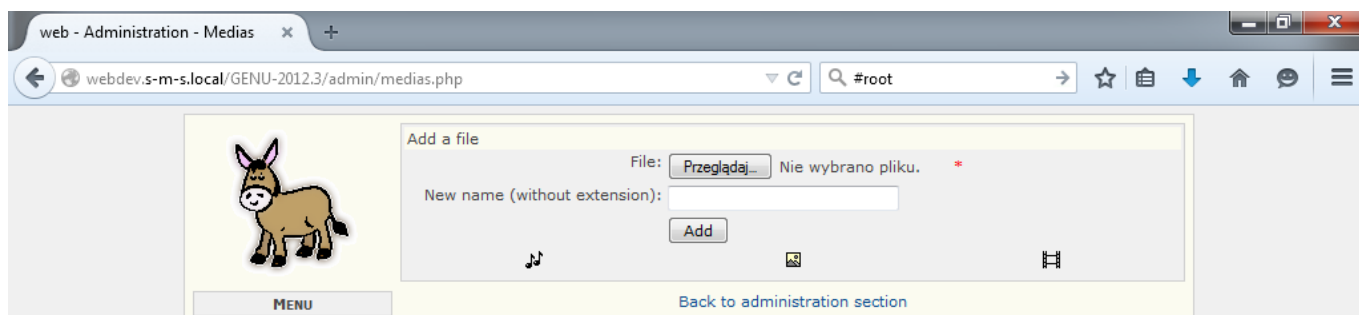 web - Administration - Medias
webdev.s-m-s.local/GENU-2012.3/admin/medias.php
#root
Add a file
File: Przeglądaj... Nie wybrano pliku. *
New name (without extension):
Add
MENU
Back to administration section